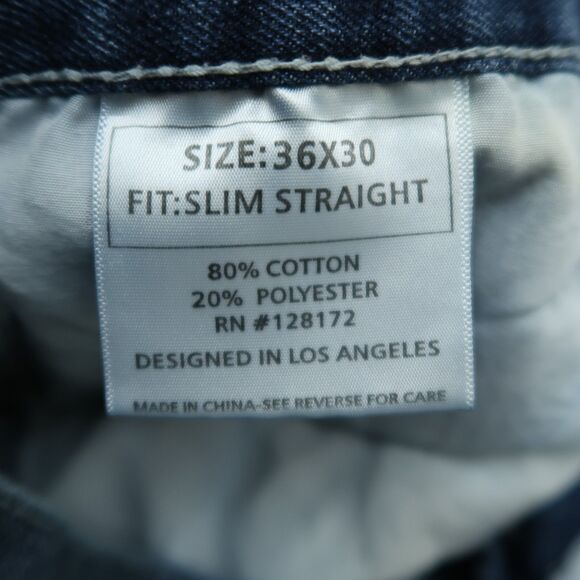 SIZE:36X30
FIT:SLIM STRAIGHT
80% COTTON
20% POLYESTER
RN #128172
DESIGNED IN LOS ANGELES
MADE IN CHINA-SEE REVERSE FOR CARE